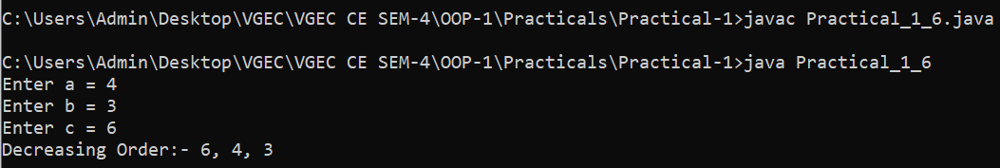 C:\Users\Admin\Desktop\VGEC\VGEC CE SEM-4\OOP-1\Practicals\Practical-1>javac Practical_1_6.java
C:\Users\Admin\Desktop\VGEC\VGEC CE SEM-4\OOP-1\Practicals\Practical-1>java Practical_1_6
Enter a = 4
Enter b = 3
Enter c = 6
Decreasing Order:- 6, 4, 3